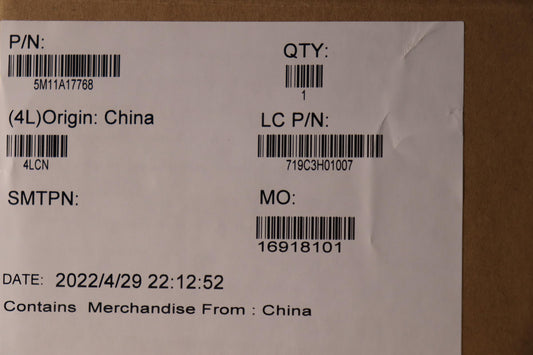 P/N:
5M11A17768
QTY:
1
(4L)Origin: China
4LCN
LC P/N:
719C3H01007
SMTPN:
MO:
16918101
DATE: 2022/4/29 22:12:52
Contains Merchandise From : China